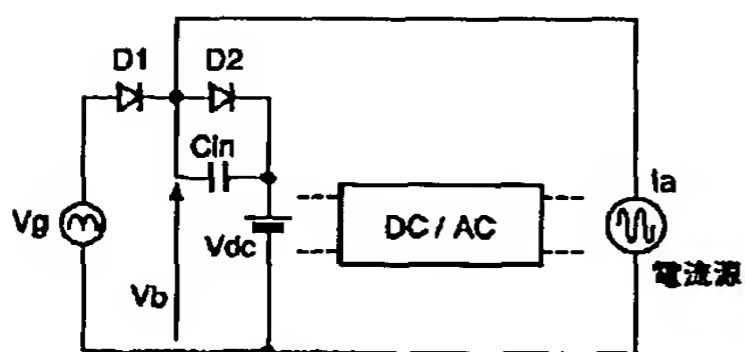 D1 D2
Cin
Vg
Vdc
Vb
DC / AC
Ia
電流源